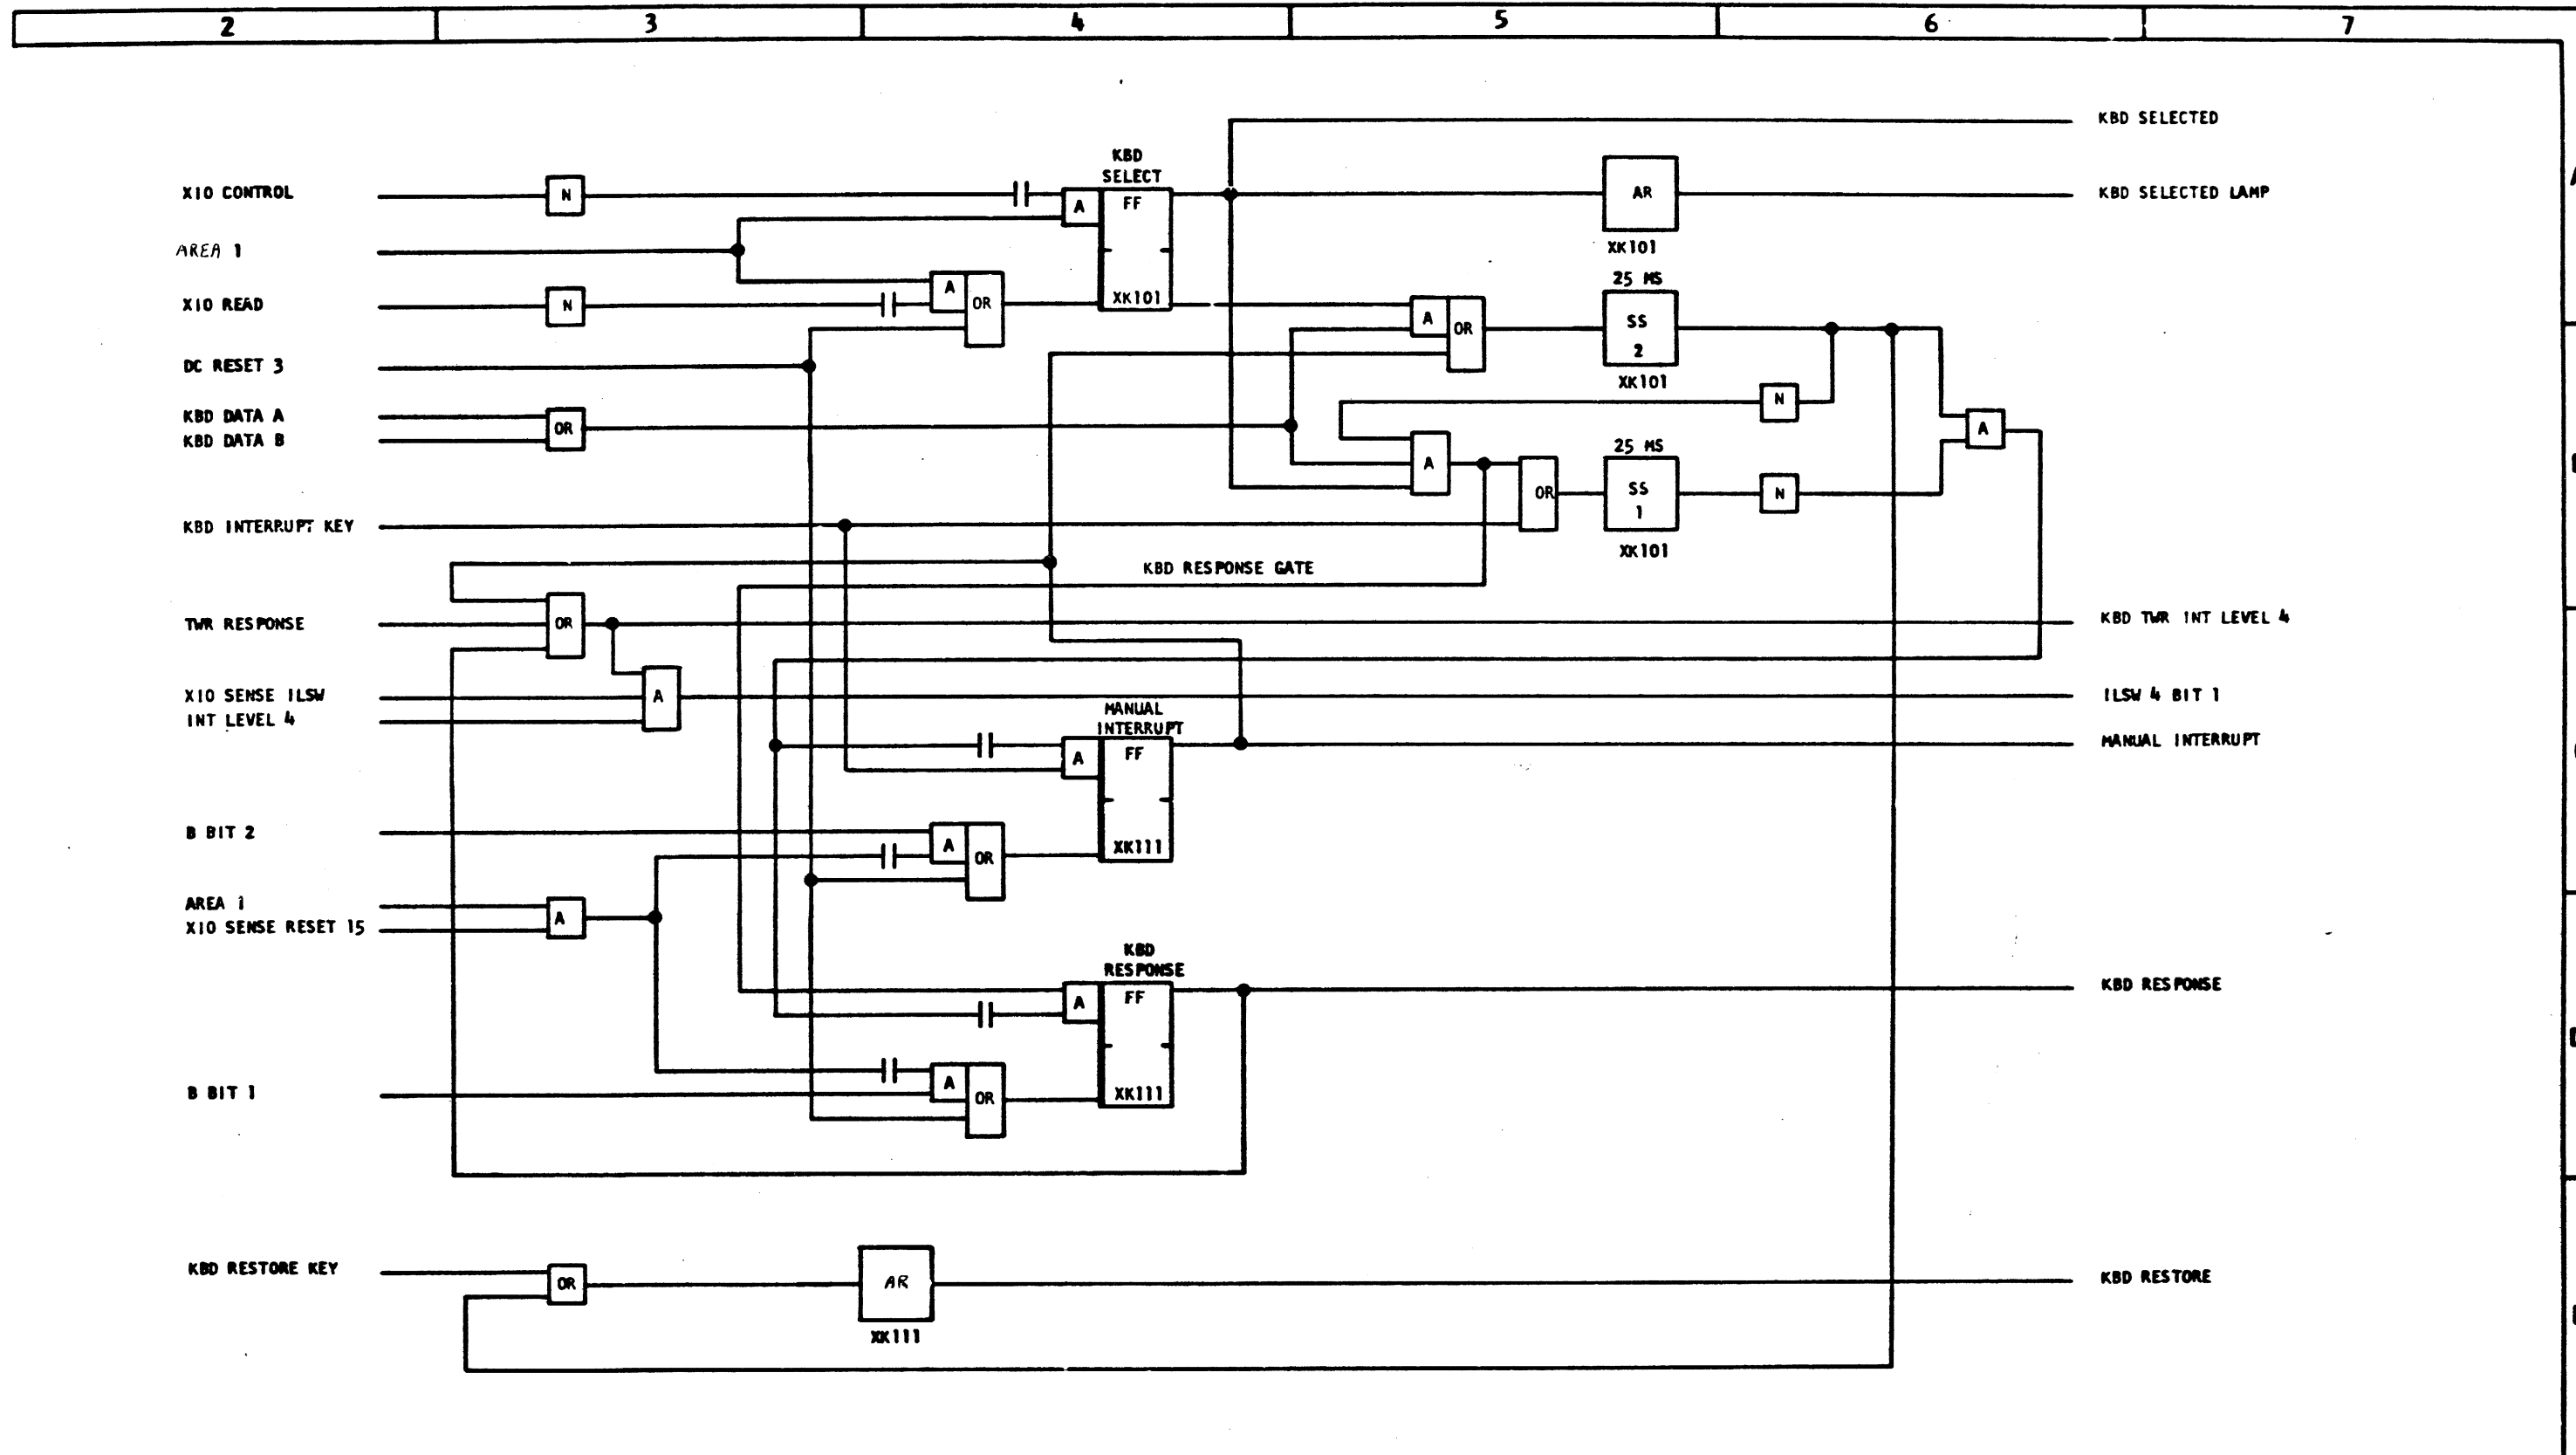 2 3 4 5 6 7
KBD SELECTED
KBD
SELECT
XIO CONTROL N A FF AR KBD SELECTED LAMP
AREA 1
XK101
25 MS
XIO READ N A OR XK101 A OR SS
2
XK101
DC RESET 3
KBD DATA A
KBD DATA B
OR N A
25 MS
A OR SS
1
N
XK101
KBD INTERRUPT KEY
KBD RESPONSE GATE
TWR RESPONSE OR KBD TWR INT LEVEL 4
XIO SENSE ILSW A ILSW 4 BIT 1
INT LEVEL 4
MANUAL
INTERRUPT
A FF MANUAL INTERRUPT
B BIT 2 A OR XK111
AREA 1
XIO SENSE RESET 15
A
KBD
RESPONSE
A FF KBD RESPONSE
B BIT 1 A OR XK111
KBD RESTORE KEY OR AR KBD RESTORE
XK111